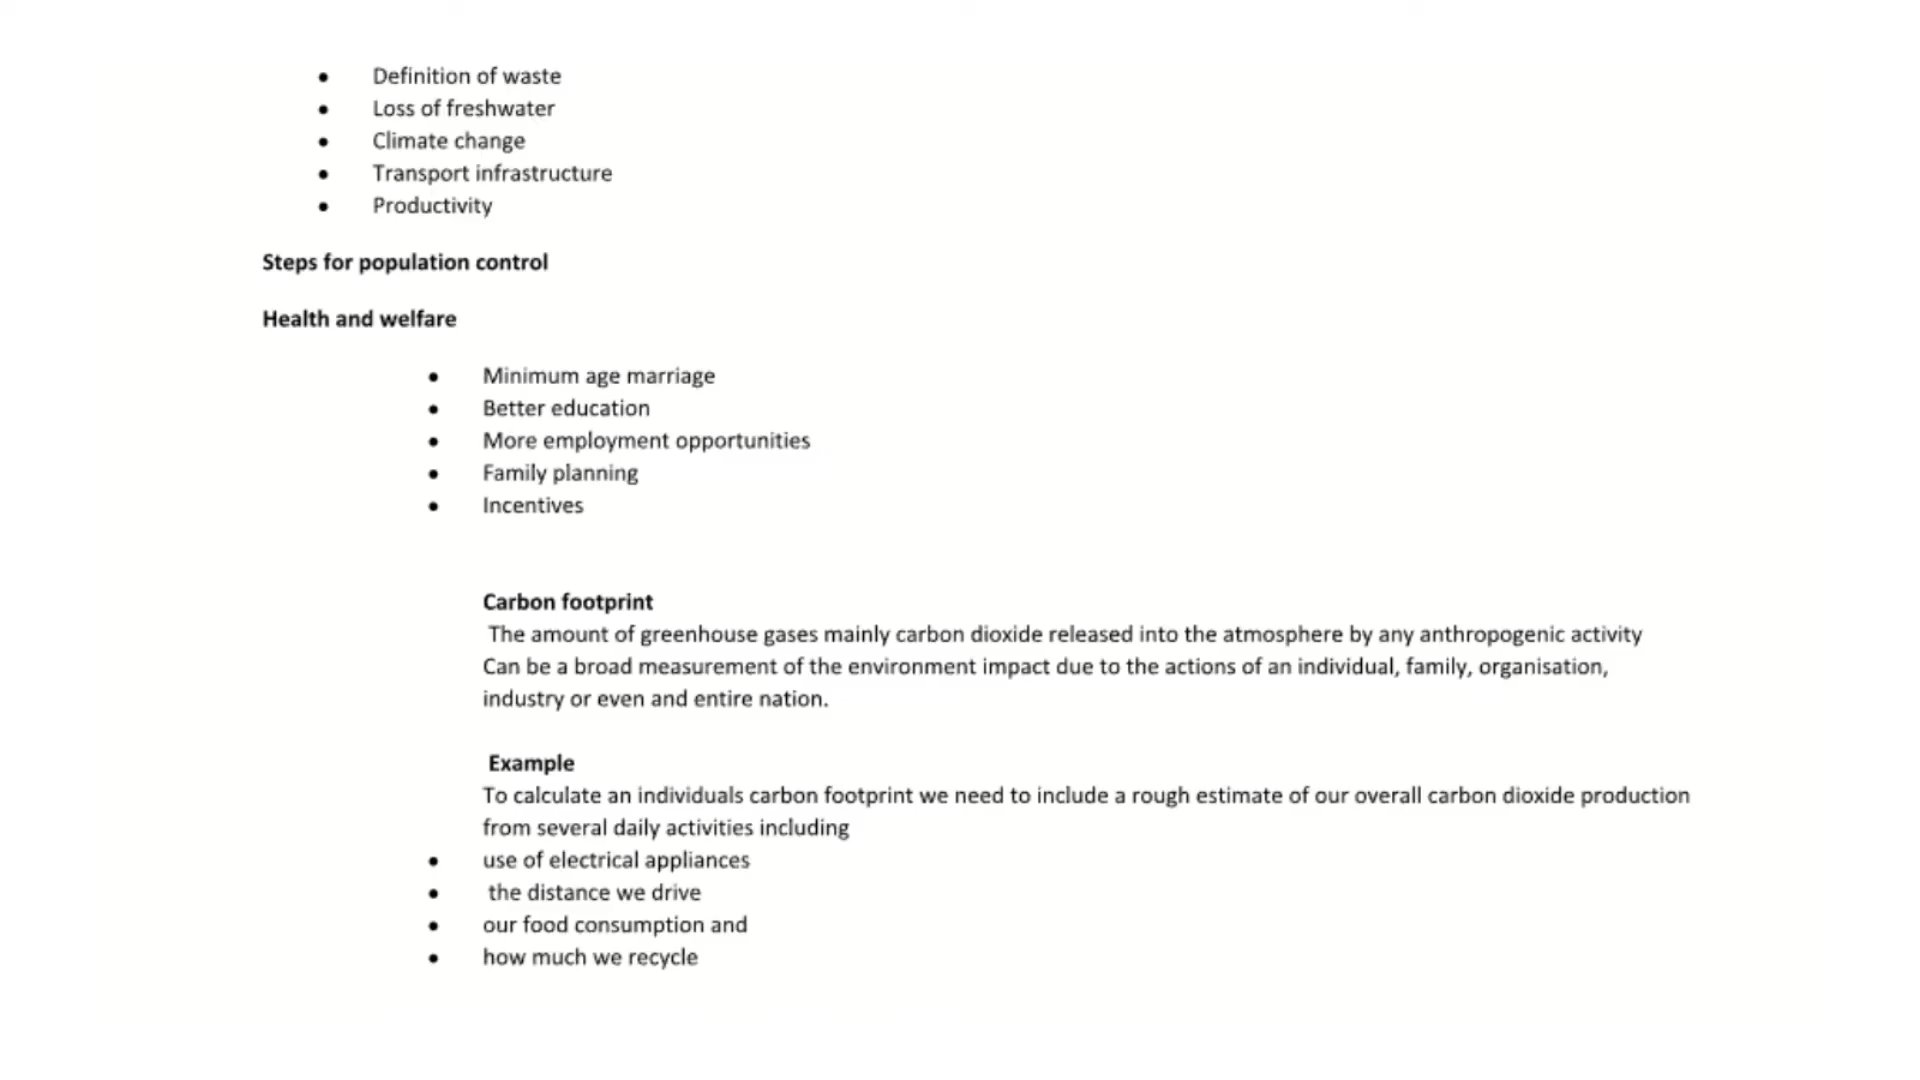 • Definition of waste
• Loss of freshwater
• Climate change
• Transport infrastructure
• Productivity
Steps for population control
Health and welfare
• Minimum age marriage
• Better education
• More employment opportunities
• Family planning
• Incentives
Carbon footprint
The amount of greenhouse gases mainly carbon dioxide released into the atmosphere by any anthropogenic activity
Can be a broad measurement of the environment impact due to the actions of an individual, family, organisation,
industry or even and entire nation.
Example
To calculate an individuals carbon footprint we need to include a rough estimate of our overall carbon dioxide production
from several daily activities including
• use of electrical appliances
• the distance we drive
• our food consumption and
• how much we recycle